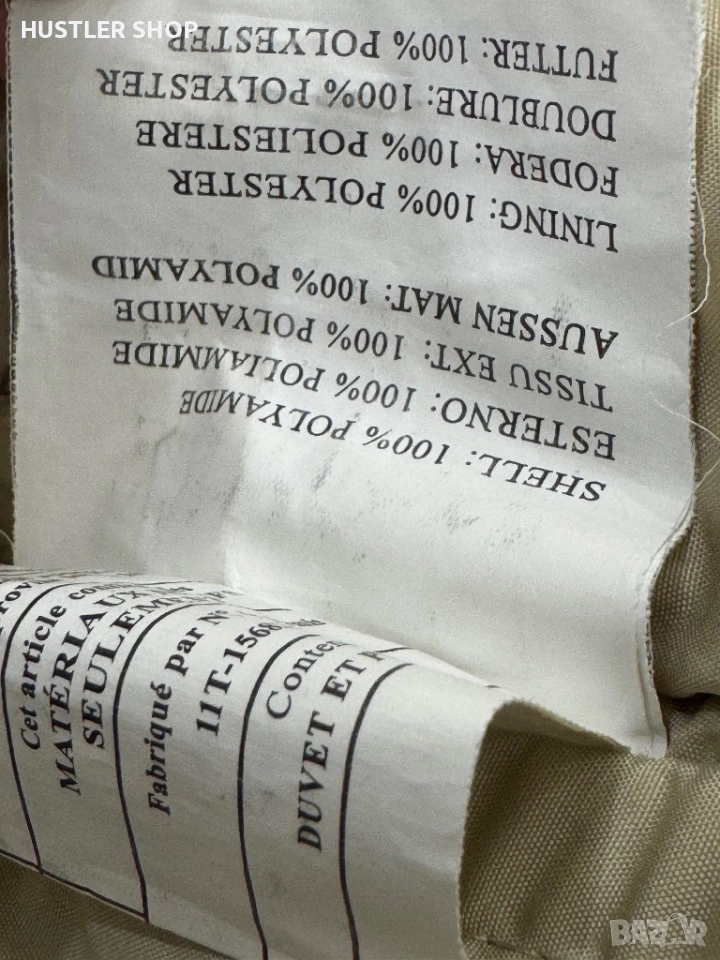 HUSTLER SHOP
SHELL: 100% POLYAMIDE
ESTERNO: 100% POLIAMMIDE
TISSU EXT: 100% POLYAMIDE
AUSSEN MAT: 100% POLYAMID
LINING: 100% POLYESTER
FODERA: 100% POLIESTERE
DOUBLURE: 100% POLYESTER
FUTTER: 100% POLYESTER
Cet article
MATÉRIAUX
SEULEM
Fabriqué par N°
11T-1568
Conte
DUVET ET
BAZAR